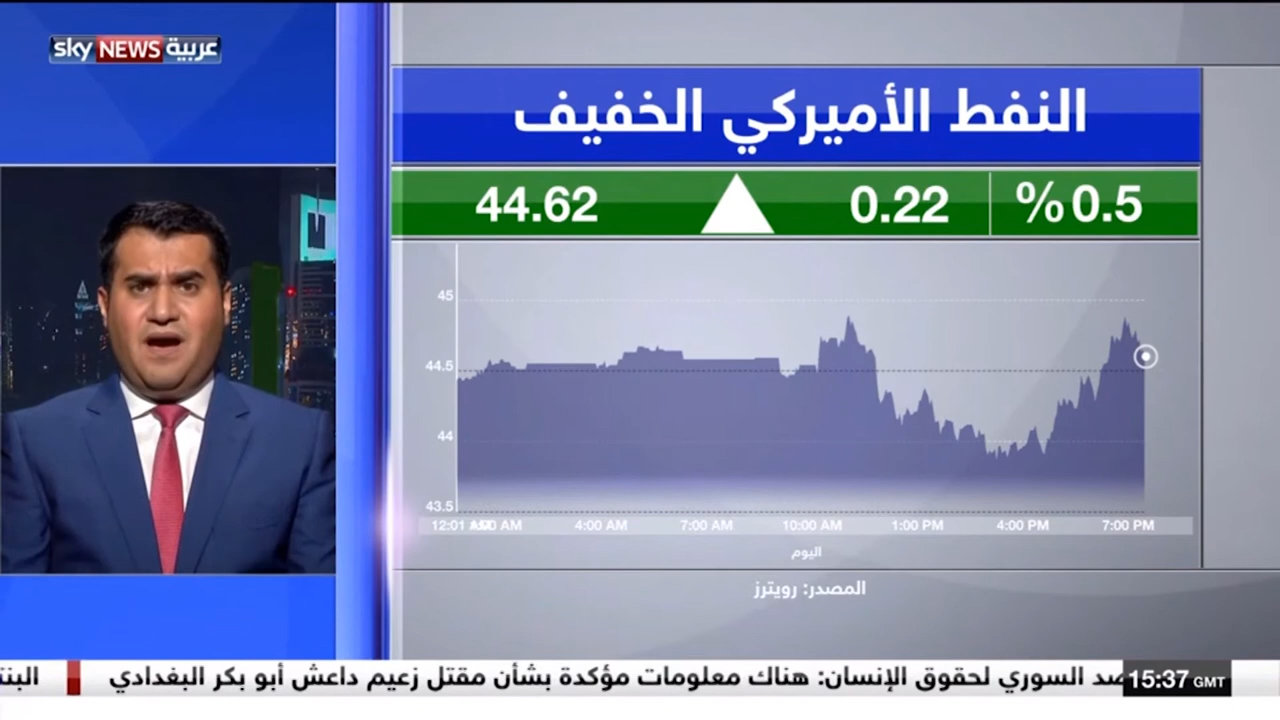 sky NEWS عربية
النفط الأميركي الخفيف
44.62 0.22 % 0.5
45
44.5
44
43.5
12:01 4:00 AM 7:00 AM 10:00 AM 1:00 PM 4:00 PM 7:00 PM
اليوم
المصدر: رويترز
السوري لحقوق الإنسان: هناك معلومات مؤكدة بشأن مقتل زعيم داعش أبو بكر البغدادي
15:37 GMT